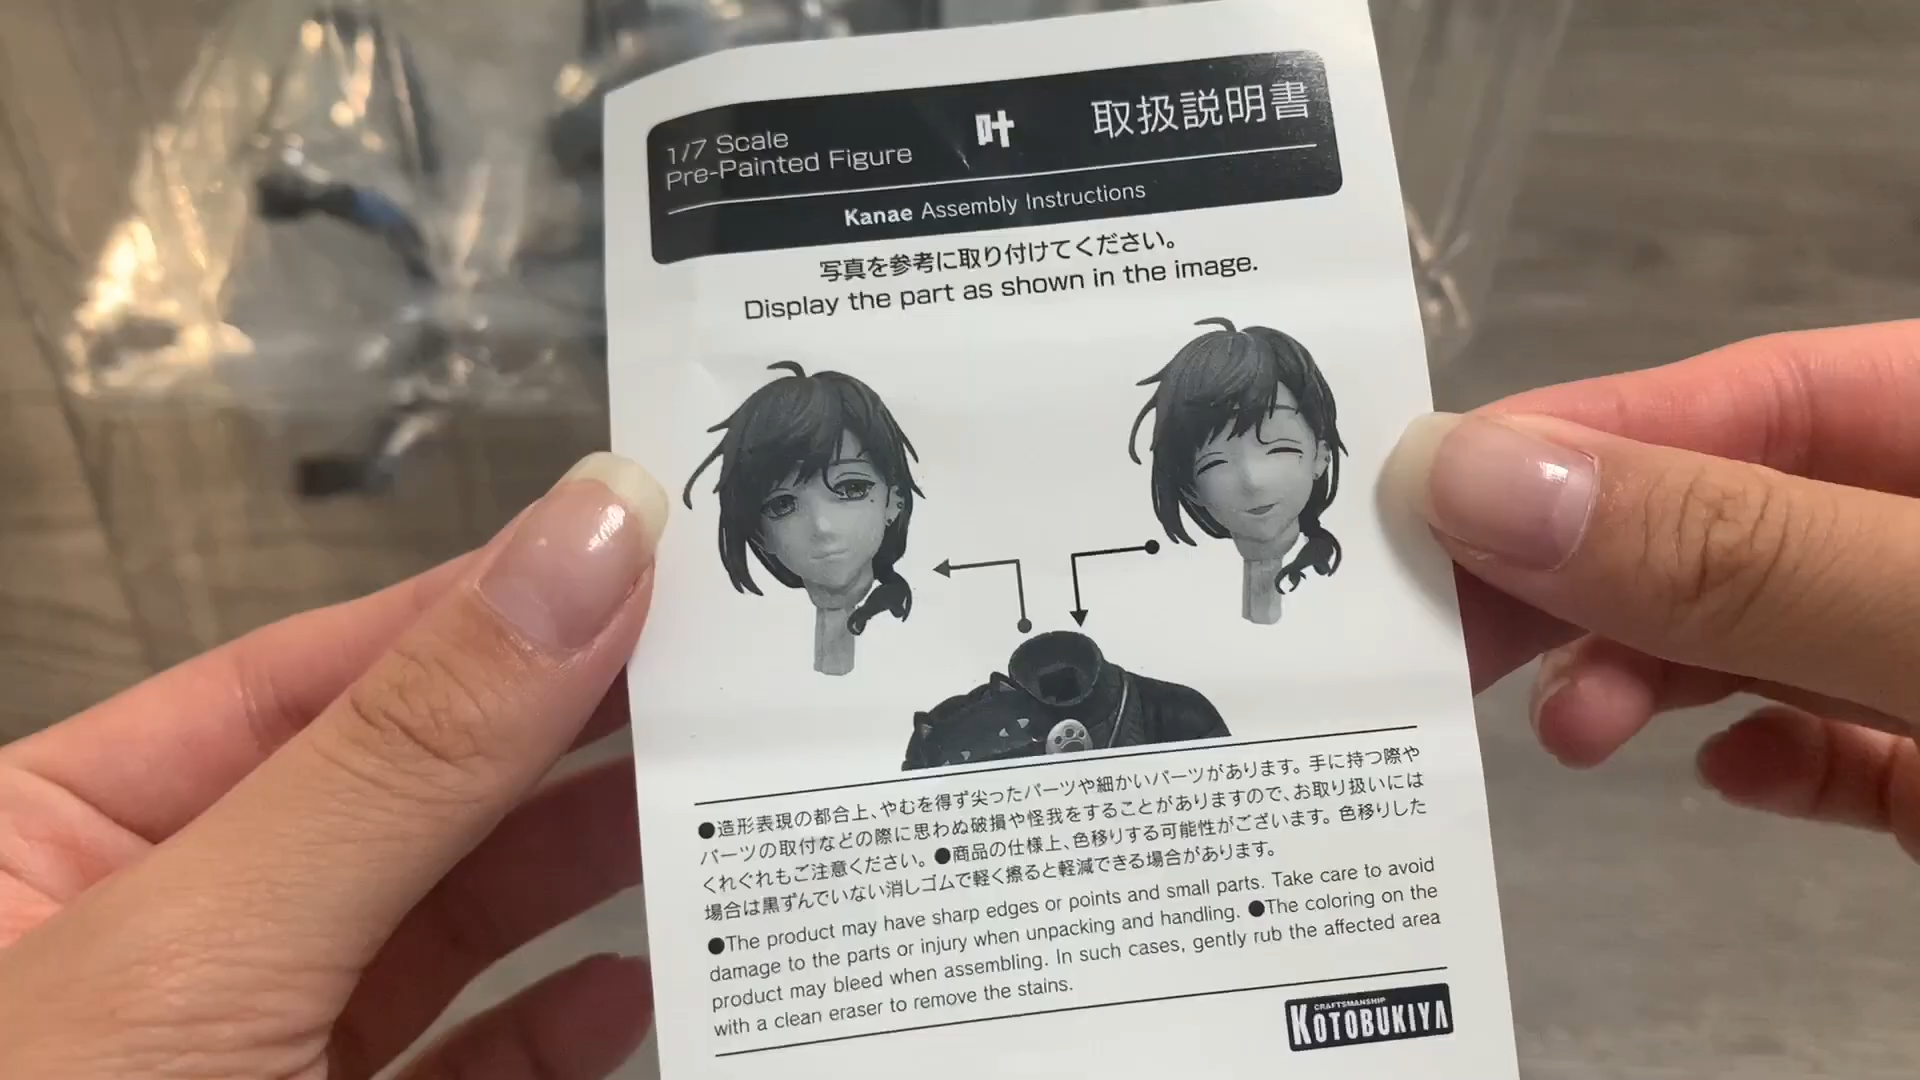 1/7 Scale
Pre-Painted Figure
叶
取扱説明書
Kanae Assembly Instructions
写真を参考に取り付けてください。
Display the part as shown in the image.
●造形表現の都合上、やむを得ず尖ったパーツや細かいパーツがあります。手に持つ際や
パーツの取付などの際に思わぬ破損や怪我をすることがありますので、お取り扱いには
くれぐれもご注意ください。●商品の仕様上、色移りする可能性がございます。色移りした
場合は黒ずんでいない消しゴムで軽く擦ると軽減できる場合があります。
●The product may have sharp edges or points and small parts. Take care to avoid
damage to the parts or injury when unpacking and handling. ●The coloring on the
product may bleed when assembling. In such cases, gently rub the affected area
with a clean eraser to remove the stains.
CRAFTSMANSHIP
KOTOBUKIYA